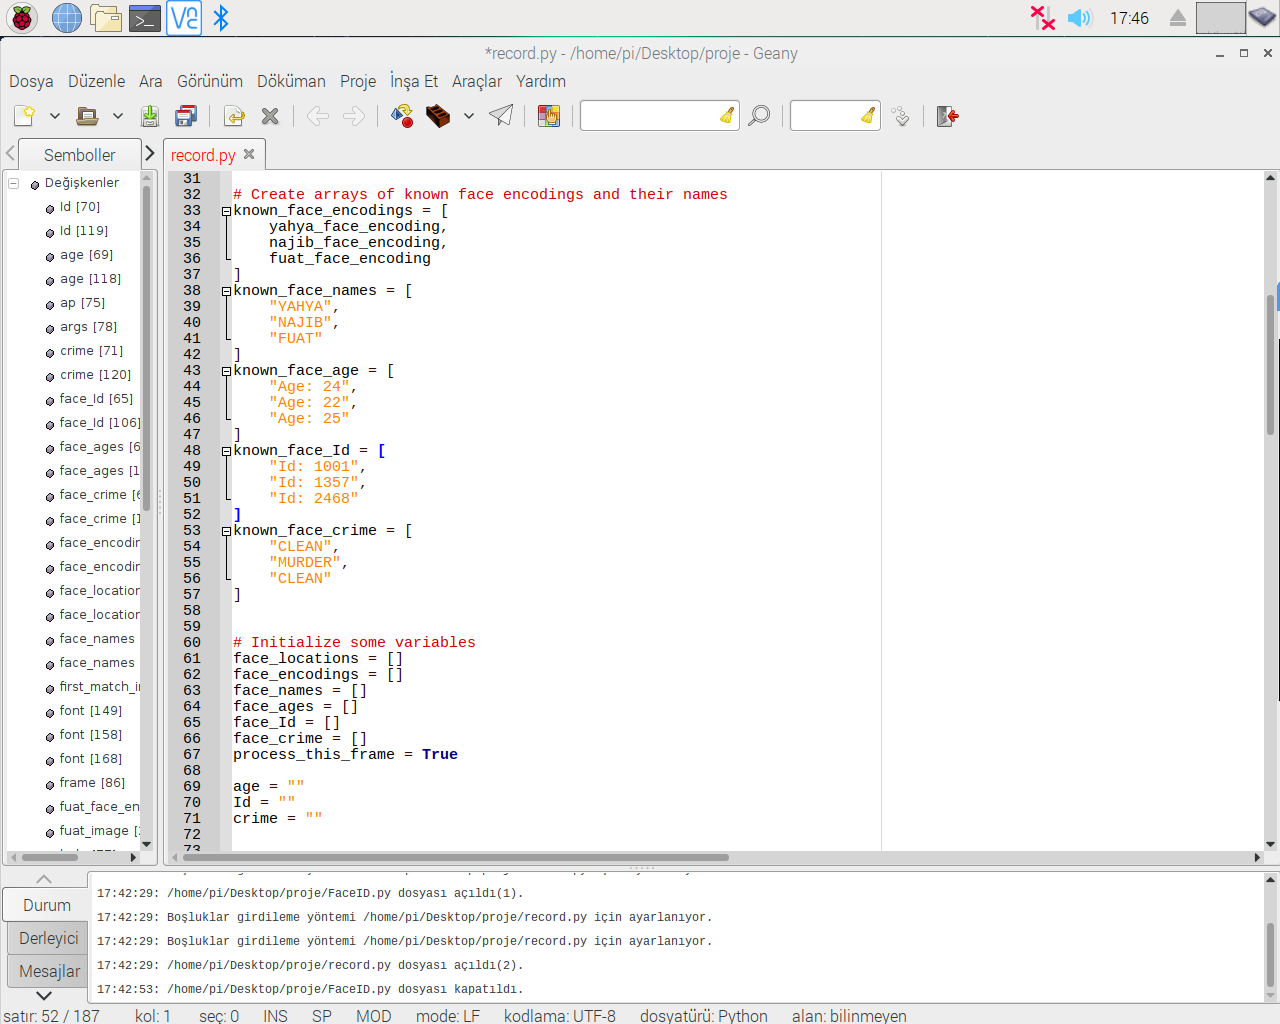 17:46
*record.py - /home/pi/Desktop/proje - Geany
Dosya Düzenle Ara Görünüm Döküman Proje İnşa Et Araçlar Yardım
Semboller
record.py
Değişkenler
Id [70]
Id [119]
age [69]
age [118]
ap [75]
args [78]
crime [71]
crime [120]
face_Id [65]
face_Id [106]
face_ages [6
face_ages [1
face_crime [6
face_crime [1
face_encodin
face_encodin
face_location
face_location
face_names
face_names
first_match_i
font [149]
font [158]
font [168]
frame [86]
fuat_face_en
fuat_image [
31
32 # Create arrays of known face encodings and their names
33 known_face_encodings = [
34 yahya_face_encoding,
35 najib_face_encoding,
36 fuat_face_encoding
37 ]
38 known_face_names = [
39 "YAHYA",
40 "NAJIB",
41 "FUAT"
42 ]
43 known_face_age = [
44 "Age: 24",
45 "Age: 22",
46 "Age: 25"
47 ]
48 known_face_Id = [
49 "Id: 1001",
50 "Id: 1357",
51 "Id: 2468"
52 ]
53 known_face_crime = [
54 "CLEAN",
55 "MURDER",
56 "CLEAN"
57 ]
58
59
60 # Initialize some variables
61 face_locations = []
62 face_encodings = []
63 face_names = []
64 face_ages = []
65 face_Id = []
66 face_crime = []
67 process_this_frame = True
68
69 age = ""
70 Id = ""
71 crime = ""
72
73
Durum
Derleyici
Mesajlar
17:42:29: /home/pi/Desktop/proje/FaceID.py dosyası açıldı(1).
17:42:29: Boşluklar girdileme yöntemi /home/pi/Desktop/proje/record.py için ayarlanıyor.
17:42:29: Boşluklar girdileme yöntemi /home/pi/Desktop/proje/record.py için ayarlanıyor.
17:42:29: /home/pi/Desktop/proje/record.py dosyası açıldı(2).
17:42:53: /home/pi/Desktop/proje/FaceID.py dosyası kapatıldı.
satır: 52 / 187 kol: 1 seç: 0 INS SP MOD mode: LF kodlama: UTF-8 dosyatürü: Python alan: bilinmeyen